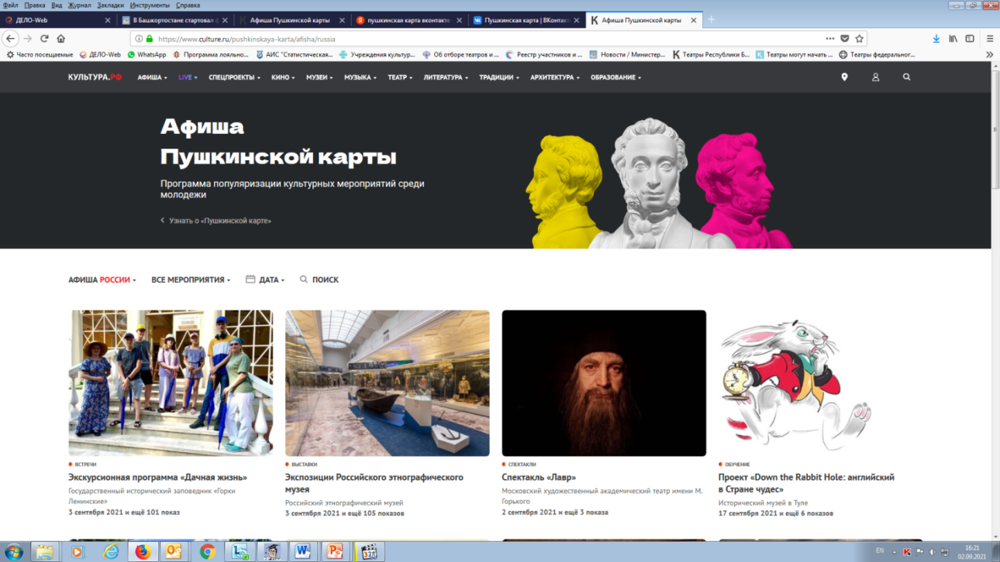 Файл Правка Вид Журнал Закладки Инструменты Справка
ДЕЛО-Web
В Башкортостане стартовал
Афиша Пушкинской карты
пушкинская карта вконтакте
Пушкинская карта | ВКонтак
Афиша Пушкинской карты
https://www.culture.ru/pushkinskaya-karta/afisha/russia
Часто посещаемые ДЕЛО-Web WhatsApp Программа лояльно... АИС "Статистическая... Учреждения культур... Об отборе театров и ... Реестр участников и ... Новости / Министер... Театры Республики Б... Театры могут начать ... Театры федеральног...
КУЛЬТУРА.РФ АФИША LIVE СПЕЦПРОЕКТЫ КИНО МУЗЕИ МУЗЫКА ТЕАТР ЛИТЕРАТУРА ТРАДИЦИИ АРХИТЕКТУРА ОБРАЗОВАНИЕ
Афиша
Пушкинской карты
Программа популяризации культурных мероприятий среди
молодежи
Узнать о «Пушкинской карте»
АФИША РОССИИ ВСЕ МЕРОПРИЯТИЯ ДАТА ПОИСК
ВСТРЕЧИ
Экскурсионная программа «Дачная жизнь»
Государственный исторический заповедник «Горки
Ленинские»
3 сентября 2021 и ещё 101 показ
ВЫСТАВКИ
Экспозиции Российского этнографического
музея
Российский этнографический музей
3 сентября 2021 и ещё 105 показов
СПЕКТАКЛИ
Спектакль «Лавр»
Московский художественный академический театр имени М.
Горького
2 сентября 2021 и ещё 3 показа
ОБУЧЕНИЕ
Проект «Down the Rabbit Hole: английский
в Стране чудес»
Исторический музей в Туле
17 сентября 2021 и ещё 6 показов
EN
16:21
02.09.2021